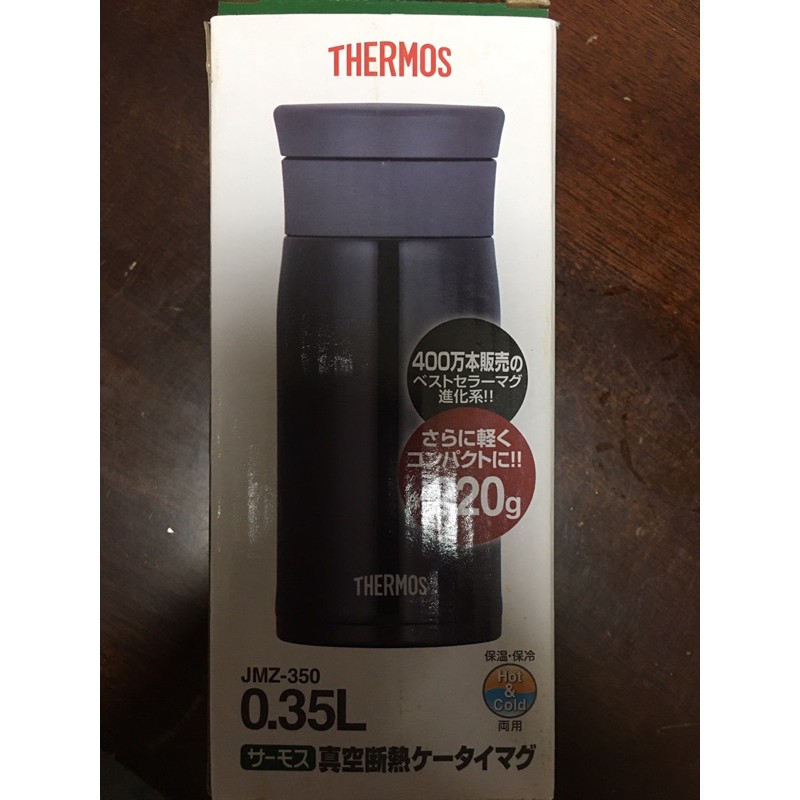 THERMOS
400万本販売の
ベストセラーマグ
進化系!!
さらに軽く
コンパクトに!!
20g
THERMOS
保温・保冷
Hot
&
Cold
両用
JMZ-350
0.35L
サーモス 真空断熱ケータイマグ